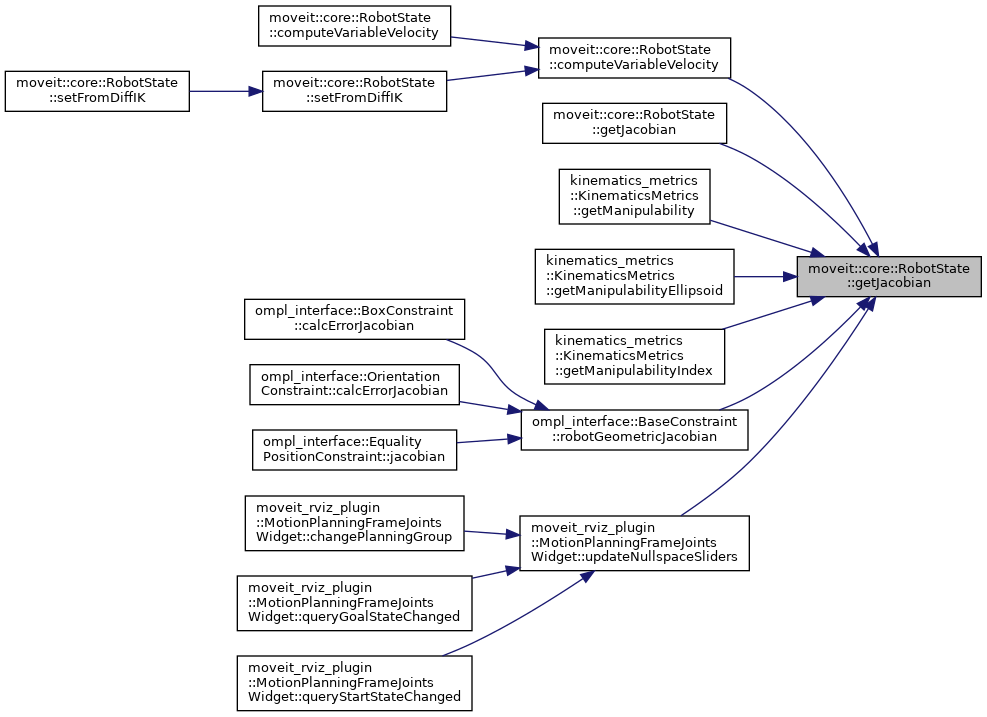 moveit::core::RobotState
::computeVariableVelocity
moveit::core::RobotState
::computeVariableVelocity
moveit::core::RobotState
::setFromDiffIK
moveit::core::RobotState
::setFromDiffIK
moveit::core::RobotState
::getJacobian
kinematics_metrics
::KinematicsMetrics
::getManipulability
kinematics_metrics
::KinematicsMetrics
::getManipulabilityEllipsoid
moveit::core::RobotState
::getJacobian
kinematics_metrics
::KinematicsMetrics
::getManipulabilityIndex
ompl_interface::BoxConstraint
::calcErrorJacobian
ompl_interface::Orientation
Constraint::calcErrorJacobian
ompl_interface::BaseConstraint
::robotGeometricJacobian
ompl_interface::Equality
PositionConstraint::jacobian
moveit_rviz_plugin
::MotionPlanningFrameJoints
Widget::changePlanningGroup
moveit_rviz_plugin
::MotionPlanningFrameJoints
Widget::updateNullspaceSliders
moveit_rviz_plugin
::MotionPlanningFrameJoints
Widget::queryGoalStateChanged
moveit_rviz_plugin
::MotionPlanningFrameJoints
Widget::queryStartStateChanged